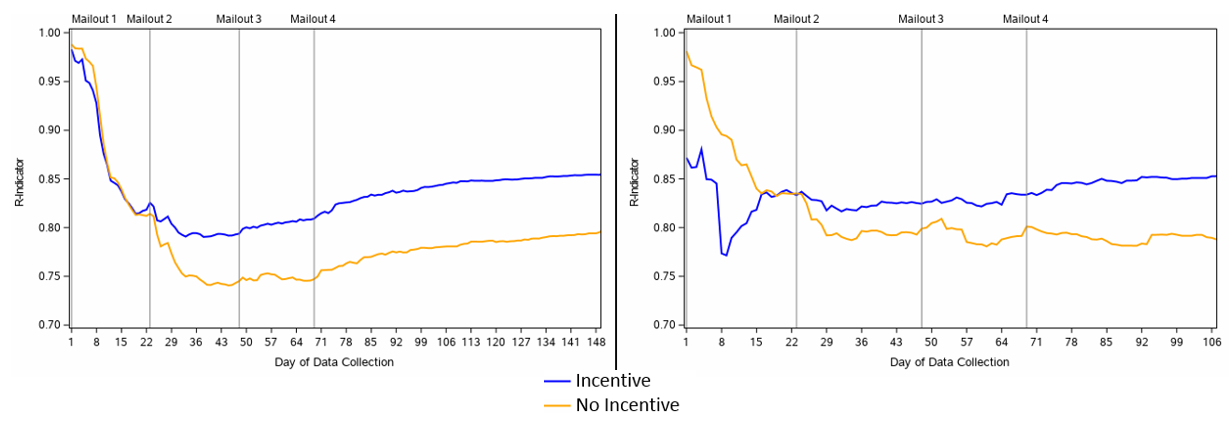 Mailout 1 Mailout 2 Mailout 3 Mailout 4
1.00
0.95
0.90
0.85
0.80
0.75
0.70
R-Indicator
1 8 15 22 29 36 43 50 57 64 71 78 85 92 99 106 113 120 127 134 141 148
Day of Data Collection
Mailout 1 Mailout 2 Mailout 3 Mailout 4
1.00
0.95
0.90
0.85
0.80
0.75
0.70
R-Indicator
1 8 15 22 29 36 43 50 57 64 71 78 85 92 99 106
Day of Data Collection
Incentive
No Incentive